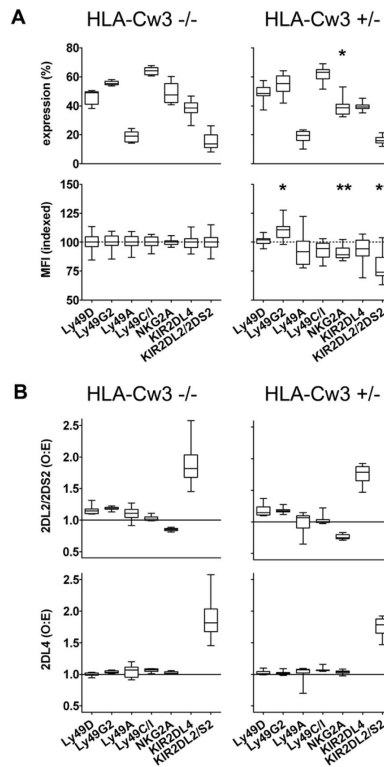 A
HLA-Cw3 -/-
HLA-Cw3 +/-
expression (%)
80
60
40
20
0
*
MFI (indexed)
150
125
100
75
50
* ** *
Ly49D
Ly49G2
Ly49A
Ly49C/I
NKG2A
KIR2DL4
KIR2DL2/2DS2
Ly49D
Ly49G2
Ly49A
Ly49C/I
NKG2A
KIR2DL4
KIR2DL2/2DS2
B
HLA-Cw3 -/-
HLA-Cw3 +/-
2DL2/2DS2 (O:E)
2.5
2.0
1.5
1.0
0.5
2DL4 (O:E)
2.5
2.0
1.5
1.0
0.5
Ly49D
Ly49G2
Ly49A
Ly49C/I
NKG2A
KIR2DL4
KIR2DL2/S2
Ly49D
Ly49G2
Ly49A
Ly49C/I
NKG2A
KIR2DL4
KIR2DL2/S2